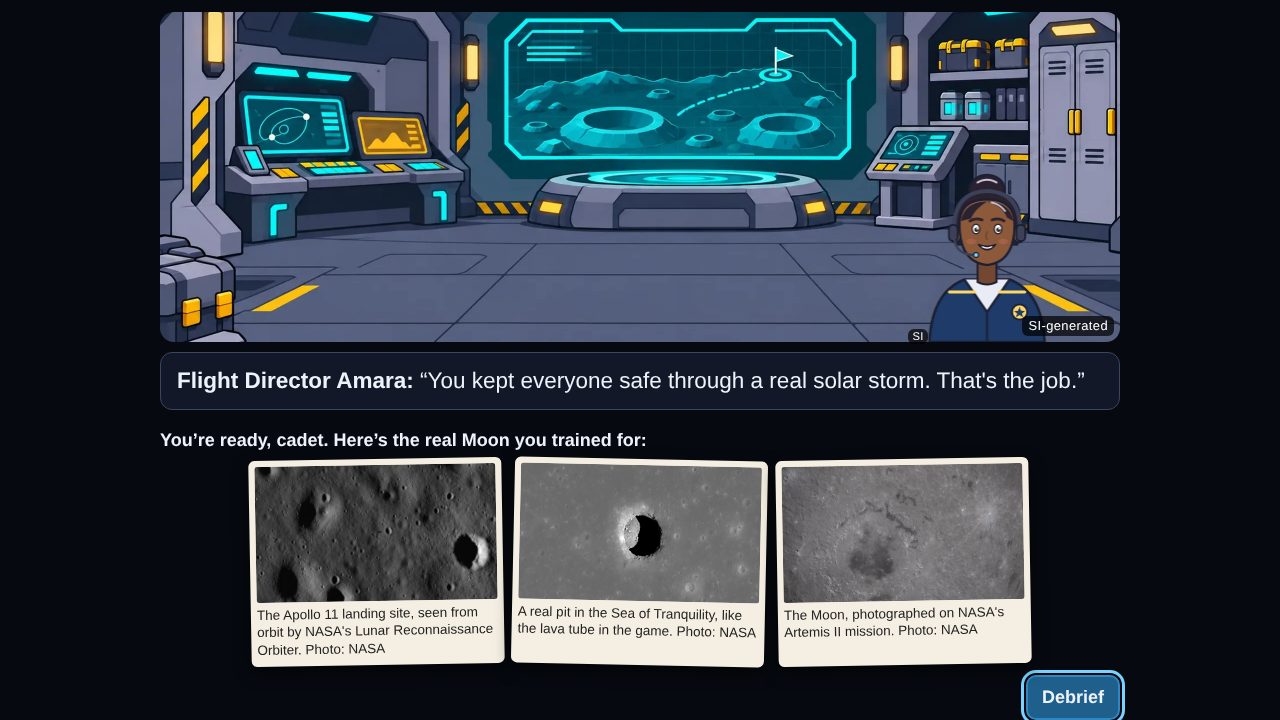 SI-generated
SI
Flight Director Amara: “You kept everyone safe through a real solar storm. That's the job.”
You’re ready, cadet. Here’s the real Moon you trained for:
The Apollo 11 landing site, seen from
orbit by NASA's Lunar Reconnaissance
Orbiter. Photo: NASA
A real pit in the Sea of Tranquility, like
the lava tube in the game. Photo: NASA
The Moon, photographed on NASA's
Artemis II mission. Photo: NASA
Debrief